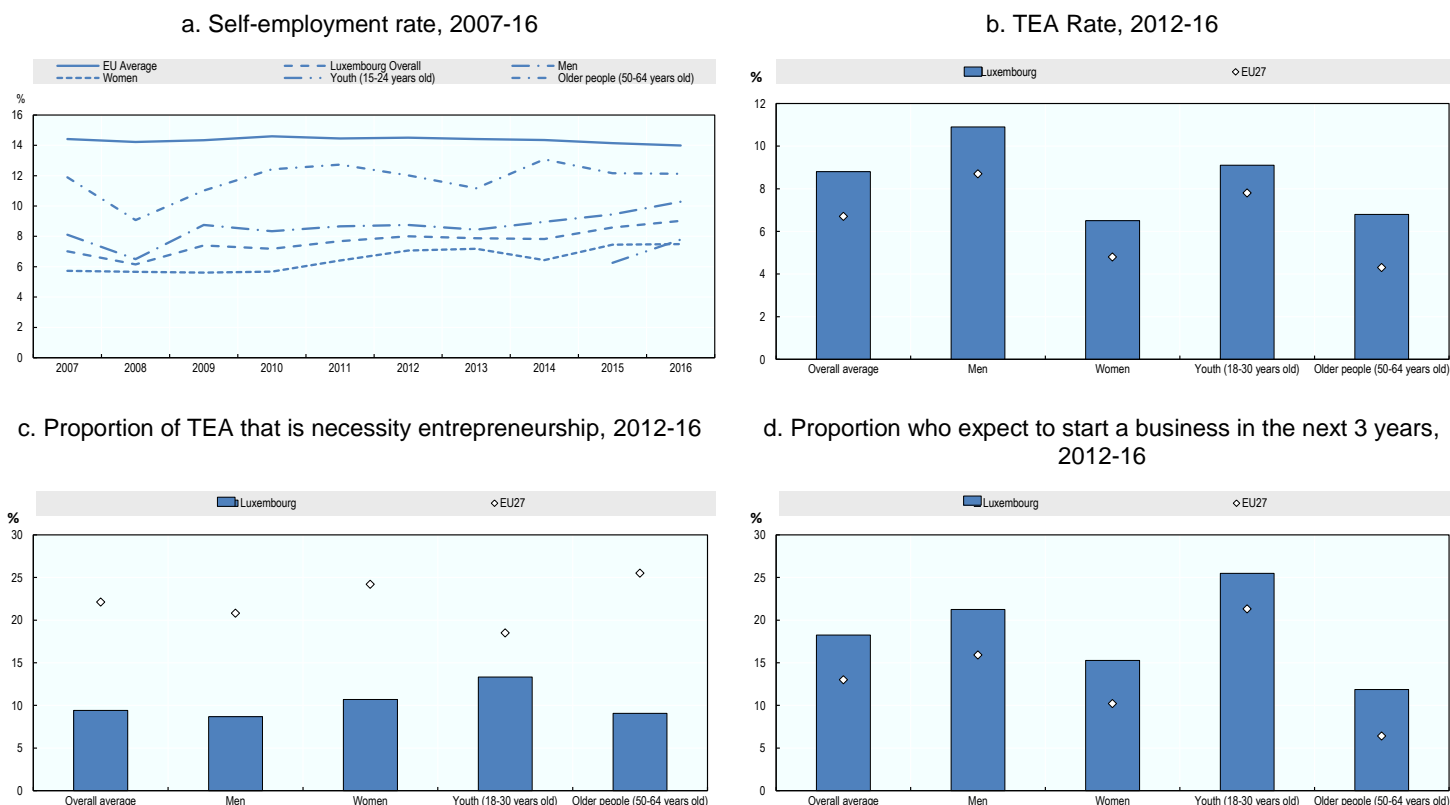 a. Self-employment rate, 2007-16
EU Average
Luxembourg Overall
Men
Women
Youth (15-24 years old)
Older people (50-64 years old)
%
16
14
12
10
8
6
4
2
0
2007 2008 2009 2010 2011 2012 2013 2014 2015 2016
b. TEA Rate, 2012-16
Luxembourg
EU27
%
12
10
8
6
4
2
0
Overall average Men Women Youth (18-30 years old) Older people (50-64 years old)
c. Proportion of TEA that is necessity entrepreneurship, 2012-16
Luxembourg
EU27
%
30
25
20
15
10
5
0
Overall average Men Women Youth (18-30 years old) Older people (50-64 years old)
d. Proportion who expect to start a business in the next 3 years,
2012-16
Luxembourg
EU27
%
30
25
20
15
10
5
0
Overall average Men Women Youth (18-30 years old) Older people (50-64 years old)